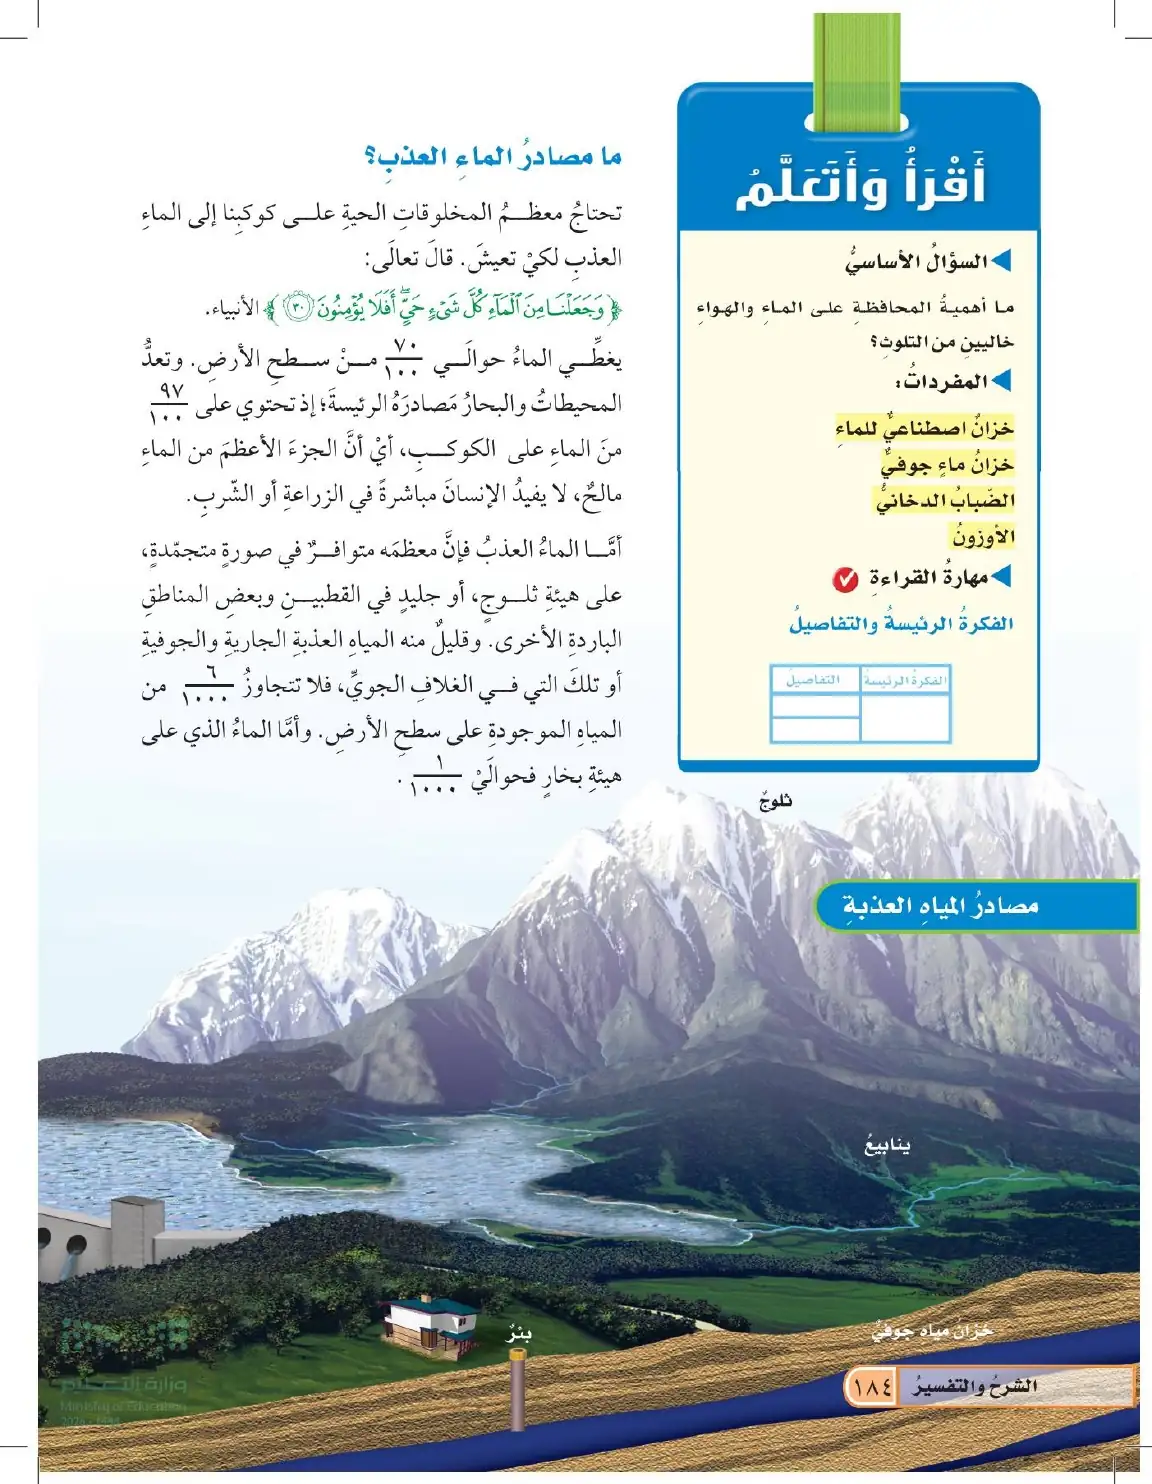 أَقْرَأُ وَأَتَعَلَّمُ
السؤالُ الأساسيُّ
ما أهميةُ المحافظةِ على الماءِ والهواءِ
خاليينِ من التلوثِ؟
المفرداتُ:
خزانٌ اصطناعيٌّ للماءِ
خزانُ ماءٍ جوفيٌّ
الضّبابُ الدخانيُّ
الأوزونُ
مهارةُ القراءةِ
الفكرةُ الرئيسةُ والتفاصيلُ
الفكرةُ الرئيسةُ التفاصيلُ
ما مصادرُ الماءِ العذبِ؟
تحتاجُ معظمُ المخلوقاتِ الحيةِ على كوكبِنا إلى الماءِ
العذبِ لكيْ تعيشَ. قالَ تعالَى:
﴿وَجَعَلْنَا مِنَ ٱلْمَآءِ كُلَّ شَىْءٍ حَىٍّ ۖ أَفَلَا يُؤْمِنُونَ ٣٠﴾ الأنبياء.
يغطِّي الماءُ حوالَي ٧٠/١٠٠ منْ سطحِ الأرضِ. وتعدُّ
المحيطاتُ والبحارُ مَصادرَهُ الرئيسةَ؛ إذ تحتوي على ٩٧/١٠٠
منَ الماءِ على الكوكبِ، أيْ أنَّ الجزءَ الأعظمَ من الماءِ
مالحٌ، لا يفيدُ الإنسانَ مباشرةً في الزراعةِ أو الشّربِ.
أمَّا الماءُ العذبُ فإنَّ معظمَه متوافرٌ في صورةٍ متجمّدةٍ،
على هيئةِ ثلوجٍ، أو جليدٍ في القطبينِ وبعضِ المناطقِ
الباردةِ الأخرى. وقليلٌ منه المياهِ العذبةِ الجاريةِ والجوفيةِ
أو تلكَ التي في الغلافِ الجويِّ، فلا تتجاوزُ ٦/١٠٠٠ من
المياهِ الموجودةِ على سطحِ الأرضِ. وأمَّا الماءُ الذي على
هيئةِ بخارٍ فحوالَيْ ١/١٠٠٠ .
ثلوجٌ
مصادرُ المياهِ العذبةِ
ينابيعُ
بئرٌ
خزانُ مياه جوفيٌّ
الشرحُ والتفسيرُ
١٨٤
وزارة التعليم
Ministry of Education